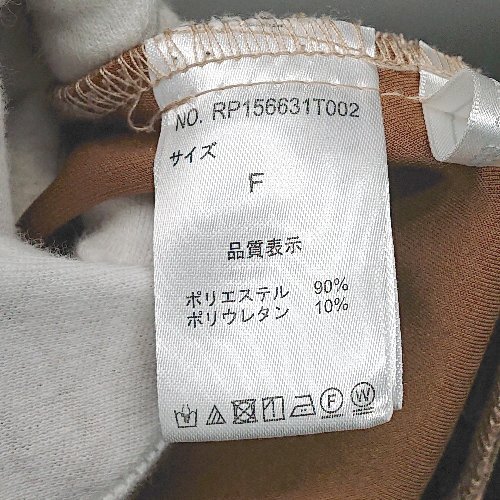 NO. RP156631T002
サイズ
F
品質表示
ポリエステル 90%
ポリウレタン 10%
F W